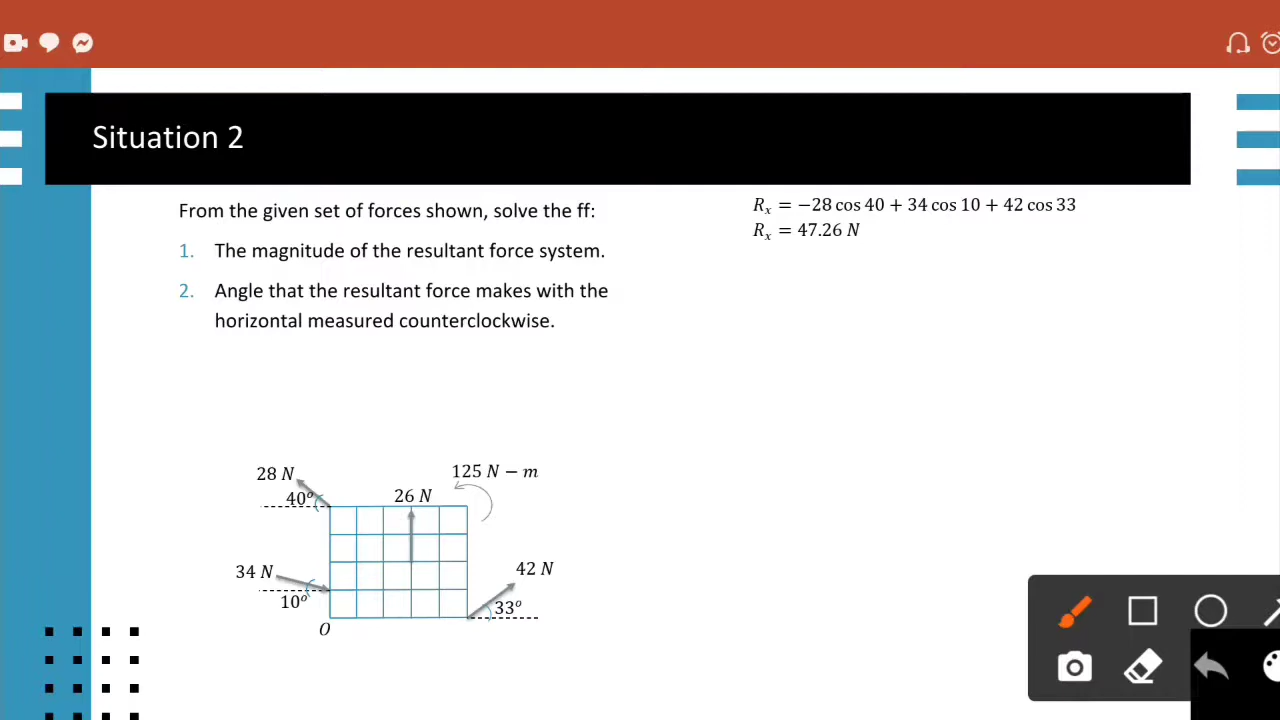 Situation 2
From the given set of forces shown, solve the ff:
1. The magnitude of the resultant force system.
2. Angle that the resultant force makes with the
horizontal measured counterclockwise.
R_x = −28 cos 40 + 34 cos 10 + 42 cos 33
R_x = 47.26 N
28 N
125 N − m
40°
26 N
34 N
42 N
10°
33°
O